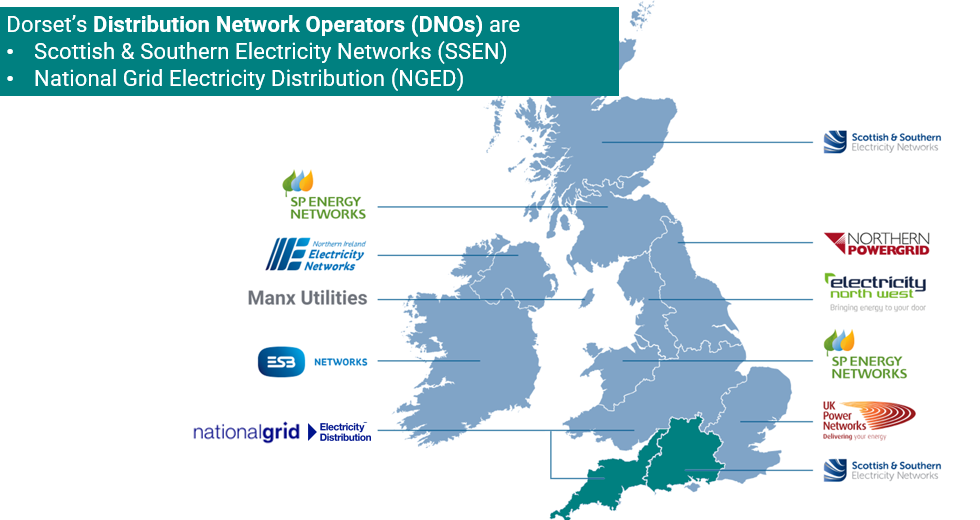 Dorset’s Distribution Network Operators (DNOs) are
• Scottish & Southern Electricity Networks (SSEN)
• National Grid Electricity Distribution (NGED)
Scottish & Southern
Electricity Networks
SP ENERGY
NETWORKS
Northern Ireland
Electricity
Networks
NORTHERN
POWERGRID
Manx Utilities
electricity
north west
Bringing energy to your door
ESB NETWORKS
SP ENERGY
NETWORKS
nationalgrid
Electricity
Distribution
UK
Power
Networks
Delivering your energy
Scottish & Southern
Electricity Networks